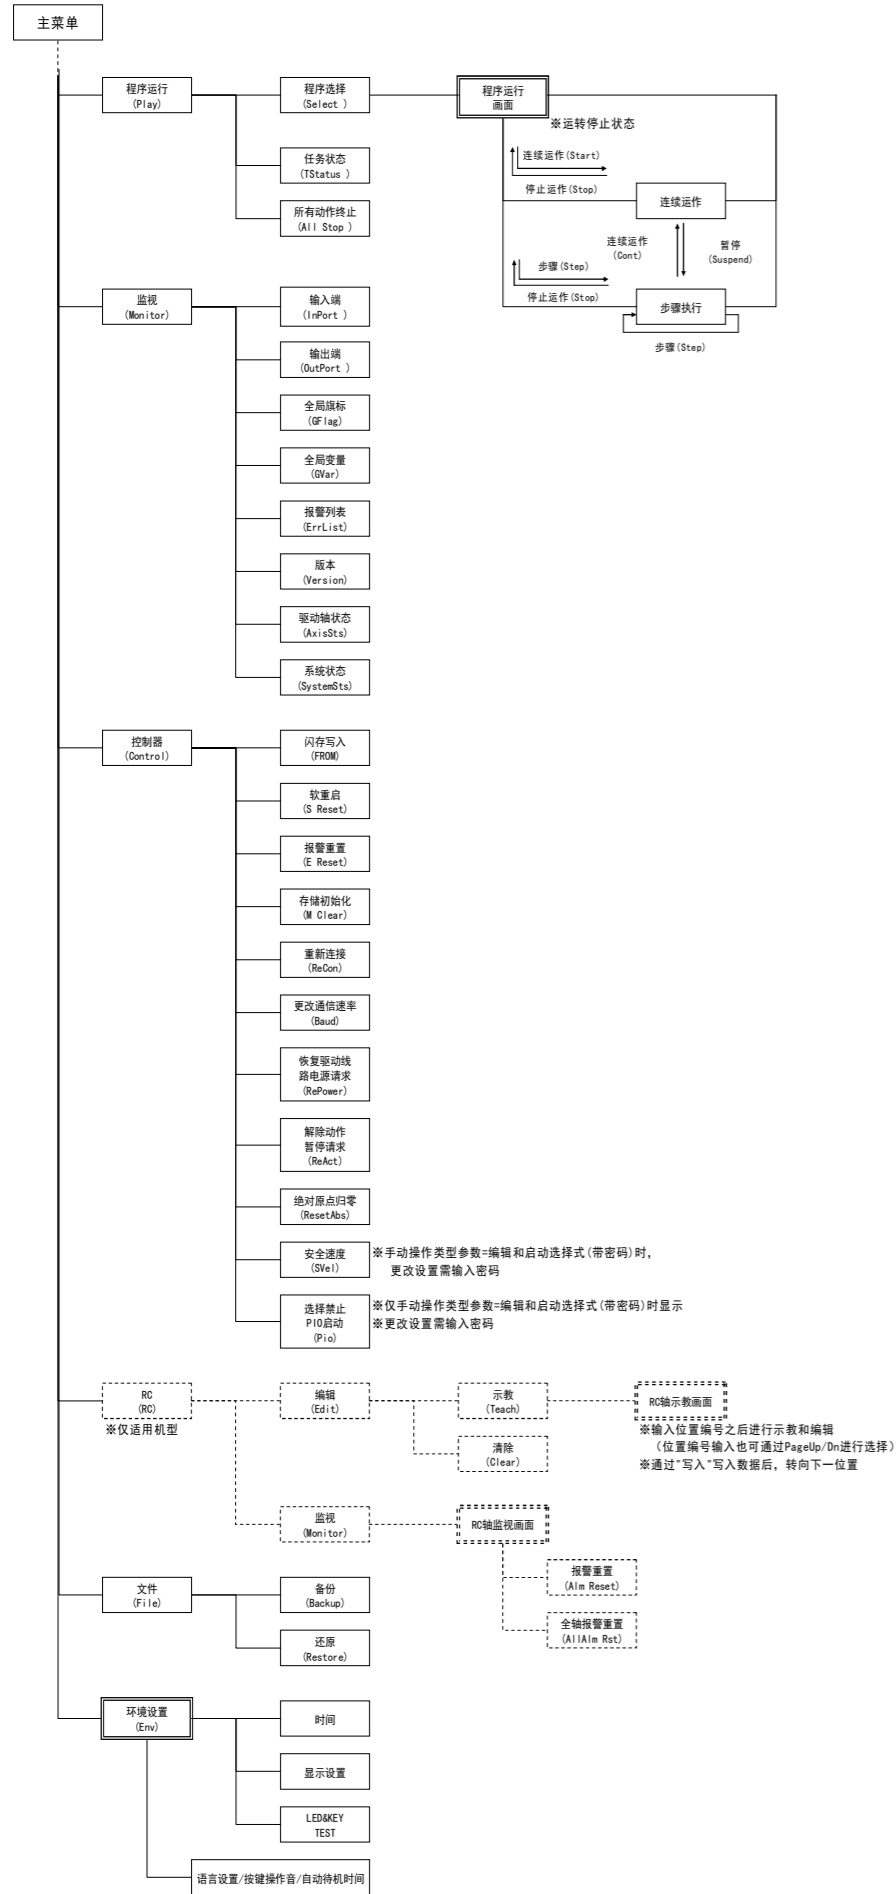 主菜单
程序运行
(Play)
程序选择
(Select )
程序运行
画面
※运转停止状态
连续运作(Start)
停止运作(Stop)
连续运作
连续运作
(Cont)
暂停
(Suspend)
步骤(Step)
停止运作(Stop)
步骤执行
步骤(Step)
任务状态
(TStatus )
所有动作终止
(All Stop )
监视
(Monitor)
输入端
(InPort )
输出端
(OutPort )
全局旗标
(GFlag)
全局变量
(GVar)
报警列表
(ErrList)
版本
(Version)
驱动轴状态
(AxisSts)
系统状态
(SystemSts)
控制器
(Control)
闪存写入
(FROM)
软重启
(S Reset)
报警重置
(E Reset)
存储初始化
(M Clear)
重新连接
(ReCon)
更改通信速率
(Baud)
恢复驱动线
路电源请求
(RePower)
解除动作
暂停请求
(ReAct)
绝对原点归零
(ResetAbs)
安全速度
(SVel)
※手动操作类型参数=编辑和启动选择式(带密码)时,
更改设置需输入密码
选择禁止
PIO启动
(Pio)
※仅手动操作类型参数=编辑和启动选择式(带密码)时显示
※更改设置需输入密码
RC
(RC)
※仅适用机型
编辑
(Edit)
示教
(Teach)
RC轴示教画面
※输入位置编号之后进行示教和编辑
(位置编号输入也可通过PageUp/Dn进行选择)
※通过"写入"写入数据后, 转向下一位置
清除
(Clear)
监视
(Monitor)
RC轴监视画面
报警重置
(Alm Reset)
全轴报警重置
(AllAlm Rst)
文件
(File)
备份
(Backup)
还原
(Restore)
环境设置
(Env)
时间
显示设置
LED&KEY
TEST
语言设置/按键操作音/自动待机时间